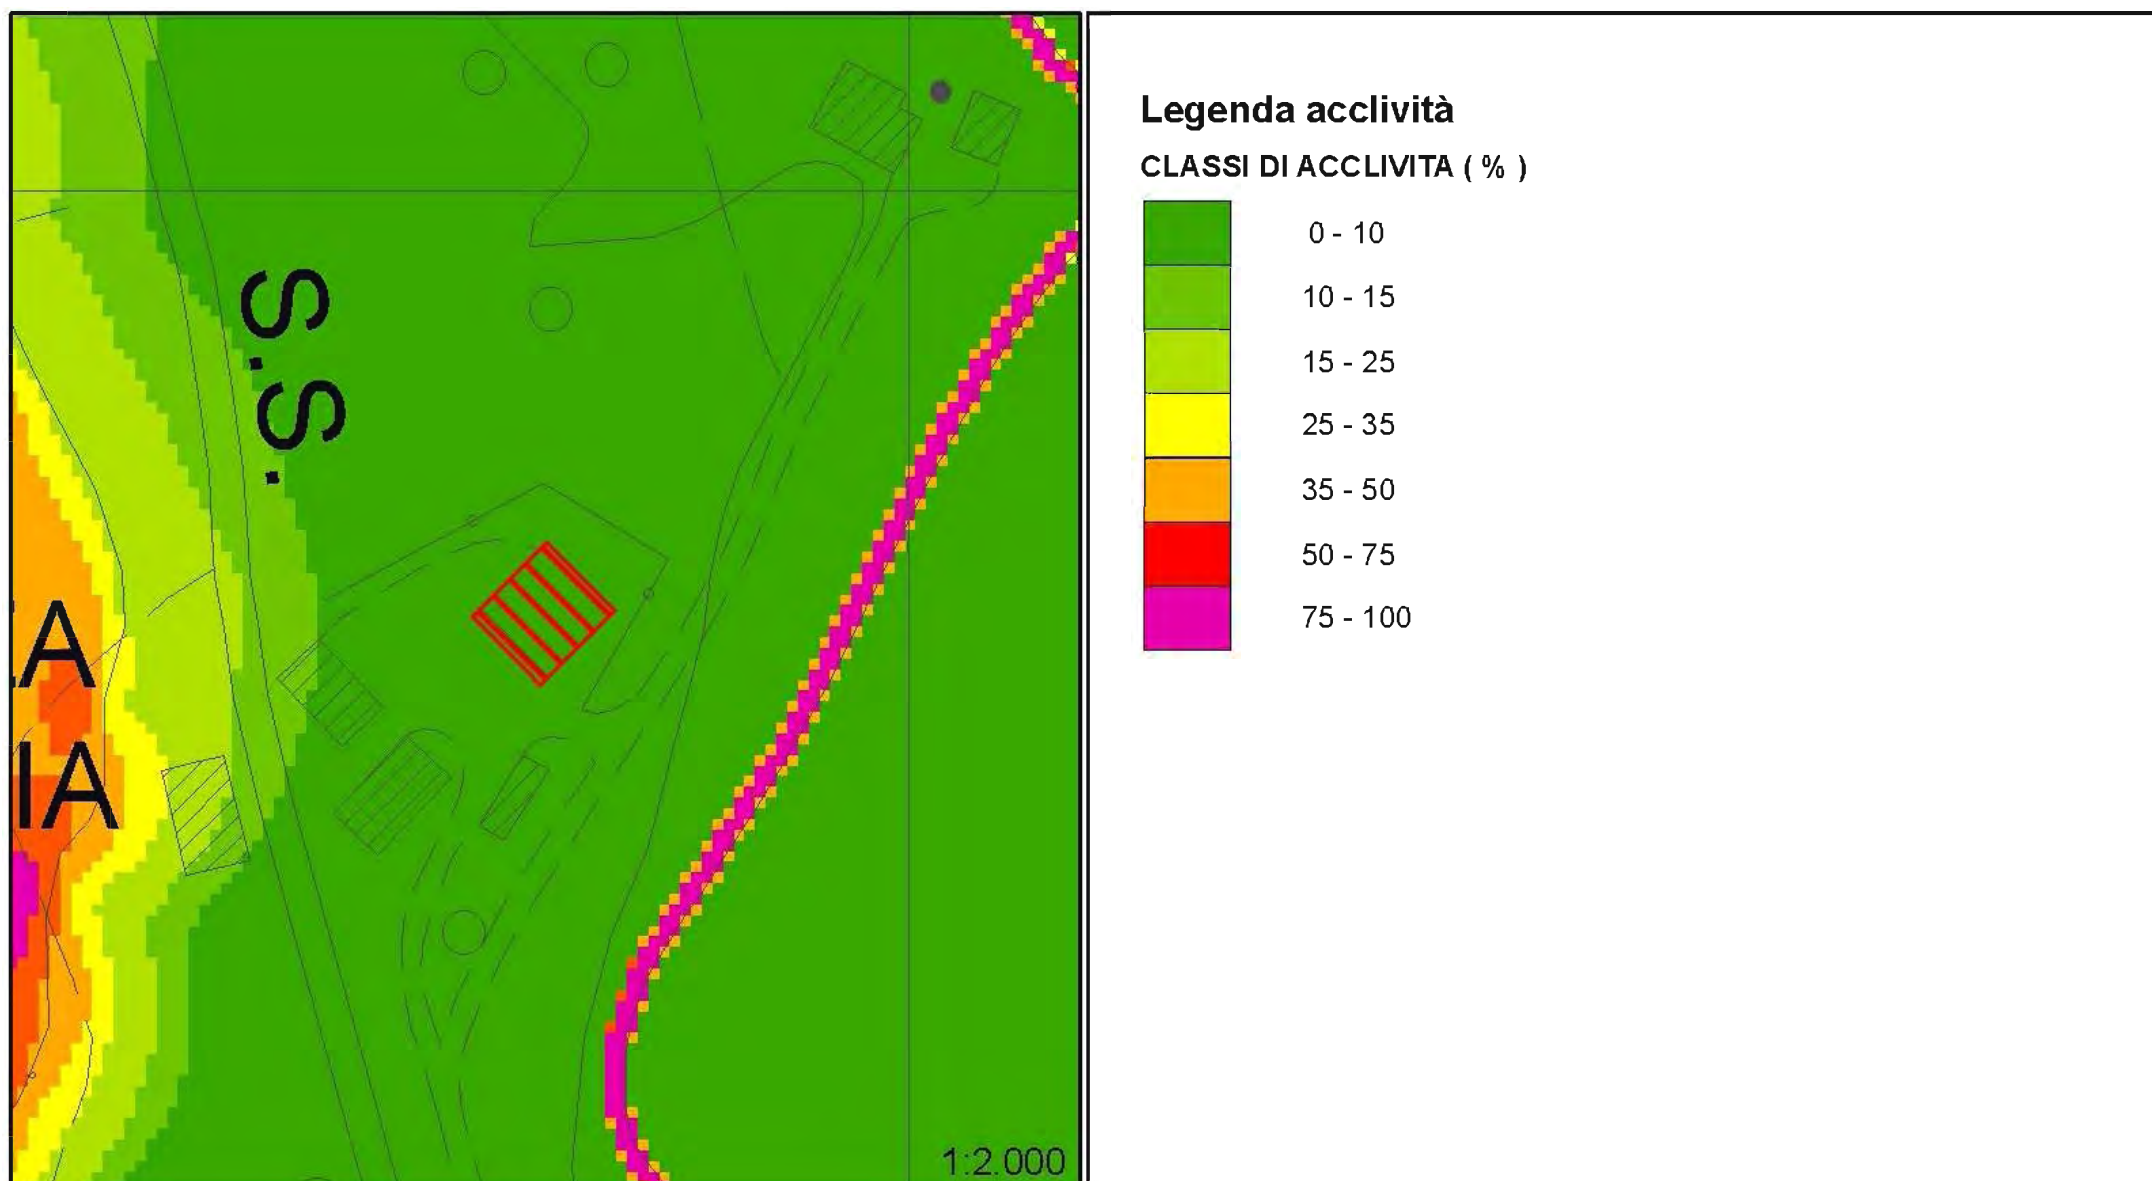 S.S.
A
IA
1:2.000
Legenda acclività
CLASSI DI ACCLIVITA ( % )
0 - 10
10 - 15
15 - 25
25 - 35
35 - 50
50 - 75
75 - 100